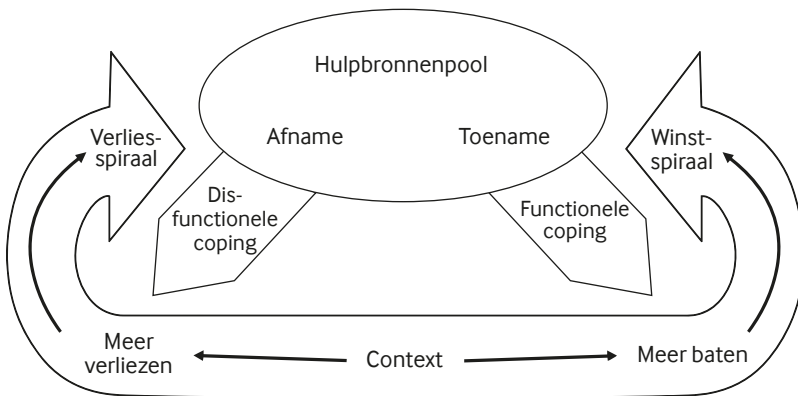 Hulpbronnenpool
Afname
Toename
Verlies-
spiraal
Winst-
spiraal
Dis-
functionele
coping
Functionele
coping
Meer
verliezen
Context
Meer baten